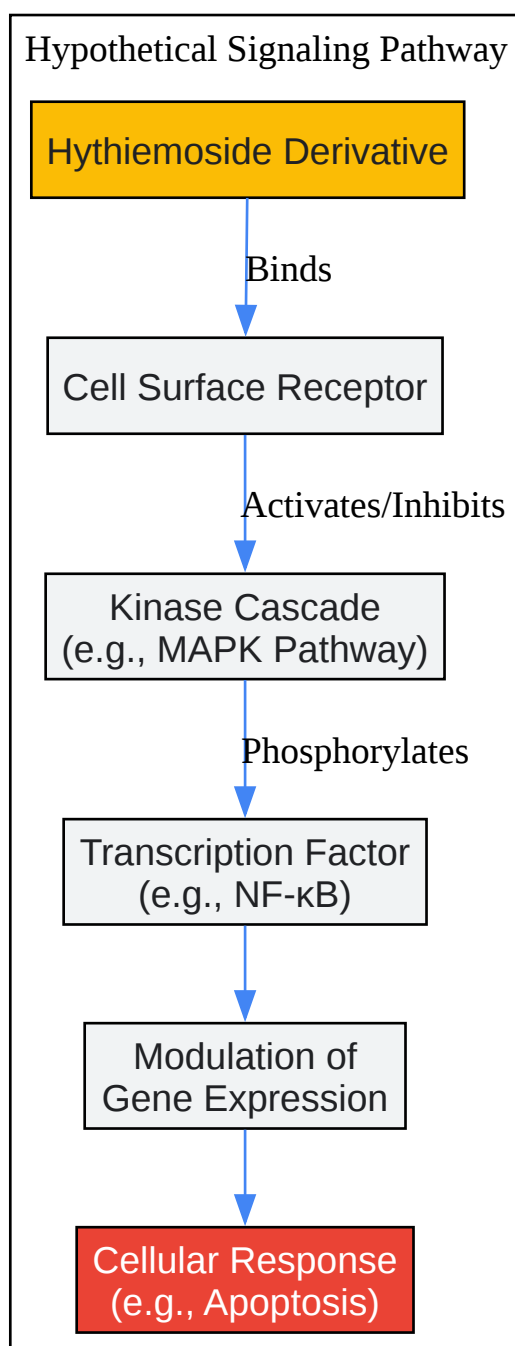 Hypothetical Signaling Pathway
Hythiemoside Derivative
Binds
Cell Surface Receptor
Activates/Inhibits
Kinase Cascade
(e.g., MAPK Pathway)
Phosphorylates
Transcription Factor
(e.g., NF-κB)
Modulation of
Gene Expression
Cellular Response
(e.g., Apoptosis)